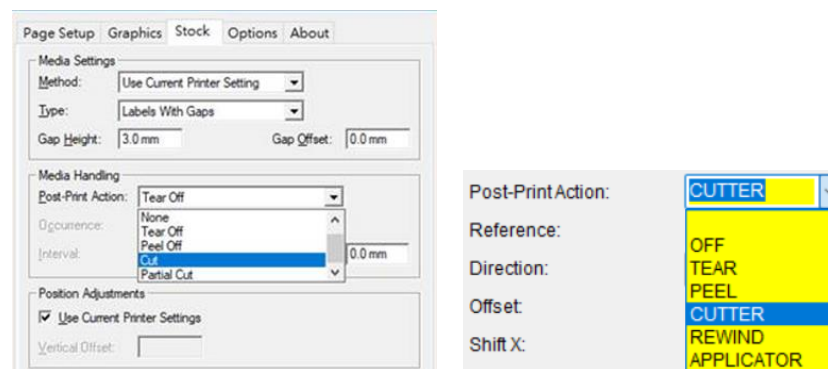 Page Setup Graphics Stock Options About
Media Settings
Method: Use Current Printer Setting
Type: Labels With Gaps
Gap Height: 3.0 mm Gap Offset: 0.0 mm
Media Handling
Post-Print Action: Tear Off
Occurrence:
None
Tear Off
Peel Off
Interval: 0.0 mm
Cut
Partial Cut
Position Adjustments
Use Current Printer Settings
Vertical Offset:
Post-Print Action: CUTTER
Reference:
OFF
Direction: TEAR
PEEL
Offset: CUTTER
Shift X: REWIND
APPLICATOR